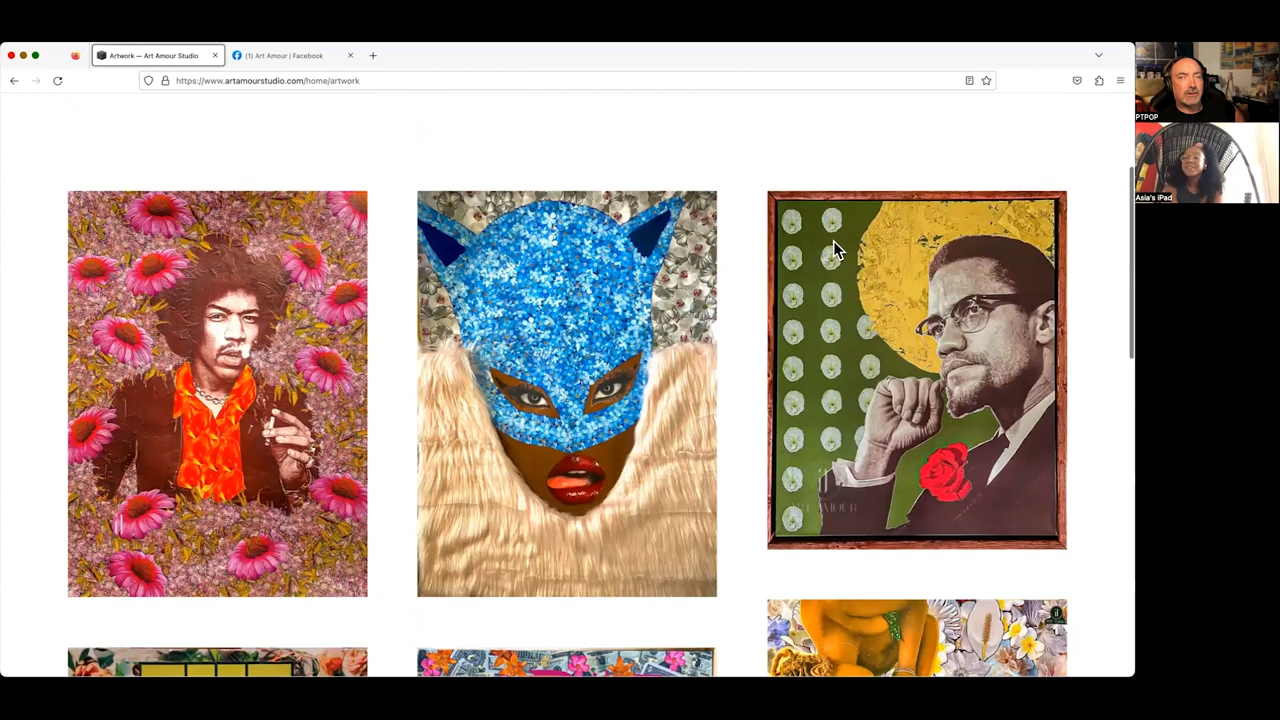 Artwork — Art Amour Studio
(1) Art Amour | Facebook
https://www.artamourstudio.com/home/artwork
PTPOP
Asia's iPad